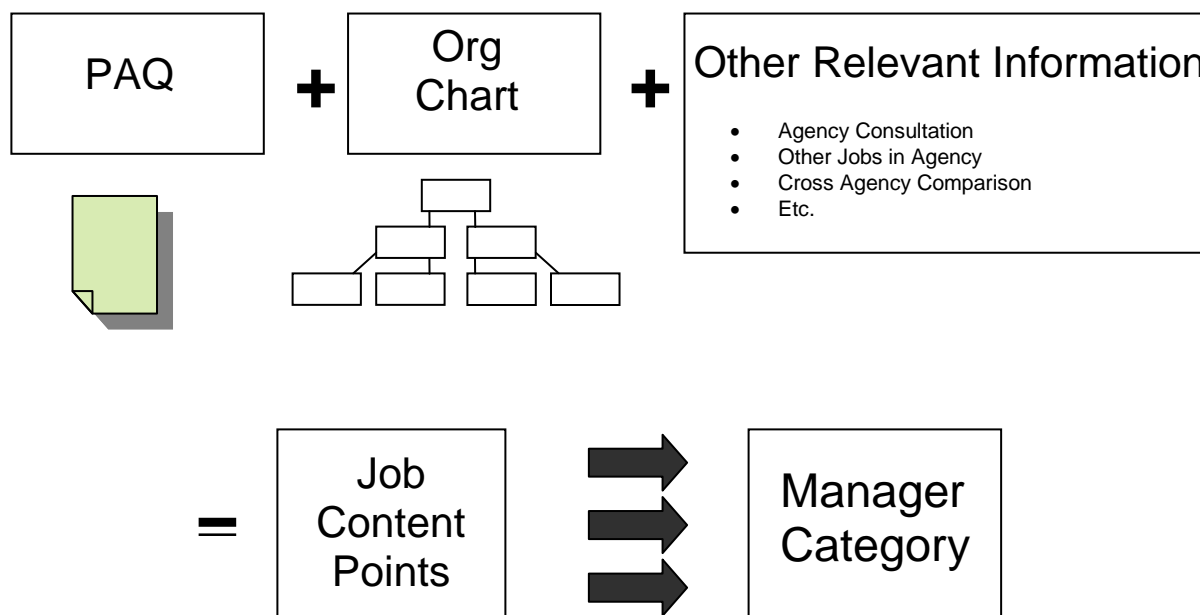 PAQ
+
Org
Chart
+
Other Relevant Information
• Agency Consultation
• Other Jobs in Agency
• Cross Agency Comparison
• Etc.
=
Job
Content
Points
Manager
Category